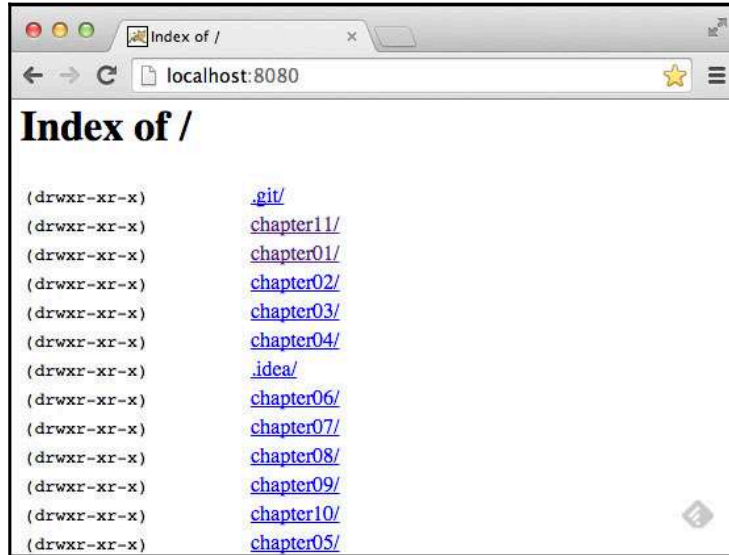 Index of /
localhost:8080
Index of /
(drwxr-xr-x) .git/
(drwxr-xr-x) chapter11/
(drwxr-xr-x) chapter01/
(drwxr-xr-x) chapter02/
(drwxr-xr-x) chapter03/
(drwxr-xr-x) chapter04/
(drwxr-xr-x) .idea/
(drwxr-xr-x) chapter06/
(drwxr-xr-x) chapter07/
(drwxr-xr-x) chapter08/
(drwxr-xr-x) chapter09/
(drwxr-xr-x) chapter10/
(drwxr-xr-x) chapter05/